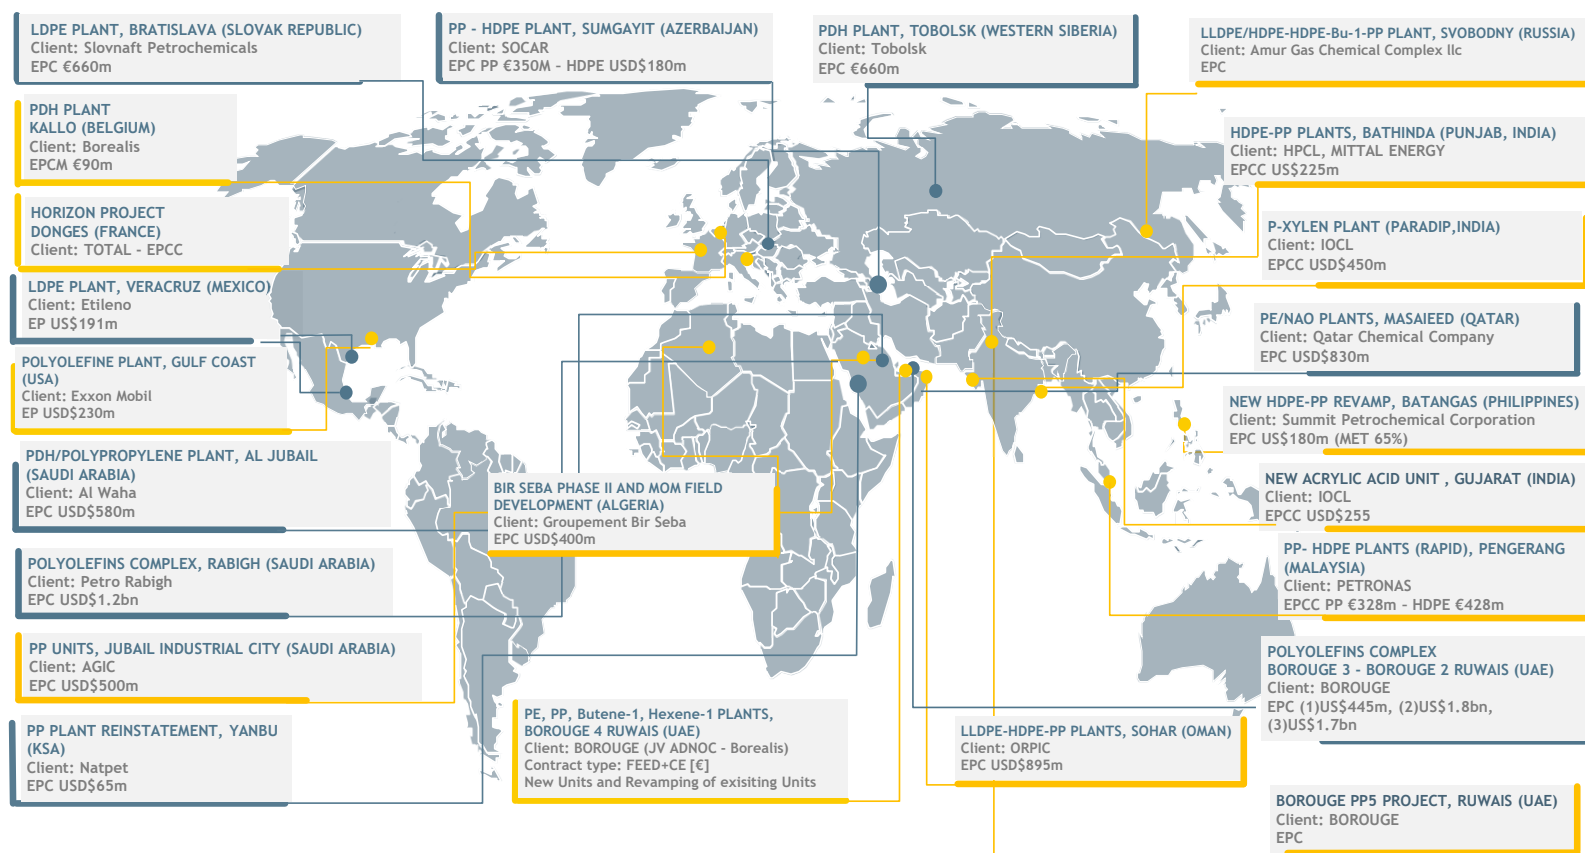 LDPE PLANT, BRATISLAVA (SLOVAK REPUBLIC)
Client: Slovnaft Petrochemicals
EPC €660m
PP - HDPE PLANT, SUMGAYIT (AZERBAIJAN)
Client: SOCAR
EPC PP €350M - HDPE USD$180m
PDH PLANT, TOBOLSK (WESTERN SIBERIA)
Client: Tobolsk
EPC €660m
LLDPE/HDPE-HDPE-Bu-1-PP PLANT, SVOBODNY (RUSSIA)
Client: Amur Gas Chemical Complex llc
EPC
PDH PLANT
KALLO (BELGIUM)
Client: Borealis
EPCM €90m
HDPE-PP PLANTS, BATHINDA (PUNJAB, INDIA)
Client: HPCL, MITTAL ENERGY
EPCC US$225m
HORIZON PROJECT
DONGES (FRANCE)
Client: TOTAL - EPCC
P-XYLEN PLANT (PARADIP,INDIA)
Client: IOCL
EPCC USD$450m
LDPE PLANT, VERACRUZ (MEXICO)
Client: Etileno
EP US$191m
PE/NAO PLANTS, MASAIEED (QATAR)
Client: Qatar Chemical Company
EPC USD$830m
POLYOLEFINE PLANT, GULF COAST
(USA)
Client: Exxon Mobil
EP USD$230m
NEW HDPE-PP REVAMP, BATANGAS (PHILIPPINES)
Client: Summit Petrochemical Corporation
EPC US$180m (MET 65%)
PDH/POLYPROPYLENE PLANT, AL JUBAIL
(SAUDI ARABIA)
Client: Al Waha
EPC USD$580m
BIR SEBA PHASE II AND MOM FIELD
DEVELOPMENT (ALGERIA)
Client: Groupement Bir Seba
EPC USD$400m
NEW ACRYLIC ACID UNIT , GUJARAT (INDIA)
Client: IOCL
EPCC USD$255
POLYOLEFINS COMPLEX, RABIGH (SAUDI ARABIA)
Client: Petro Rabigh
EPC USD$1.2bn
PP- HDPE PLANTS (RAPID), PENGERANG
(MALAYSIA)
Client: PETRONAS
EPCC PP €328m - HDPE €428m
PP UNITS, JUBAIL INDUSTRIAL CITY (SAUDI ARABIA)
Client: AGIC
EPC USD$500m
POLYOLEFINS COMPLEX
BOROUGE 3 - BOROUGE 2 RUWAIS (UAE)
Client: BOROUGE
EPC (1)US$445m, (2)US$1.8bn,
(3)US$1.7bn
PP PLANT REINSTATEMENT, YANBU
(KSA)
Client: Natpet
EPC USD$65m
PE, PP, Butene-1, Hexene-1 PLANTS,
BOROUGE 4 RUWAIS (UAE)
Client: BOROUGE (JV ADNOC - Borealis)
Contract type: FEED+CE [€]
New Units and Revamping of exisiting Units
LLDPE-HDPE-PP PLANTS, SOHAR (OMAN)
Client: ORPIC
EPC USD$895m
BOROUGE PP5 PROJECT, RUWAIS (UAE)
Client: BOROUGE
EPC